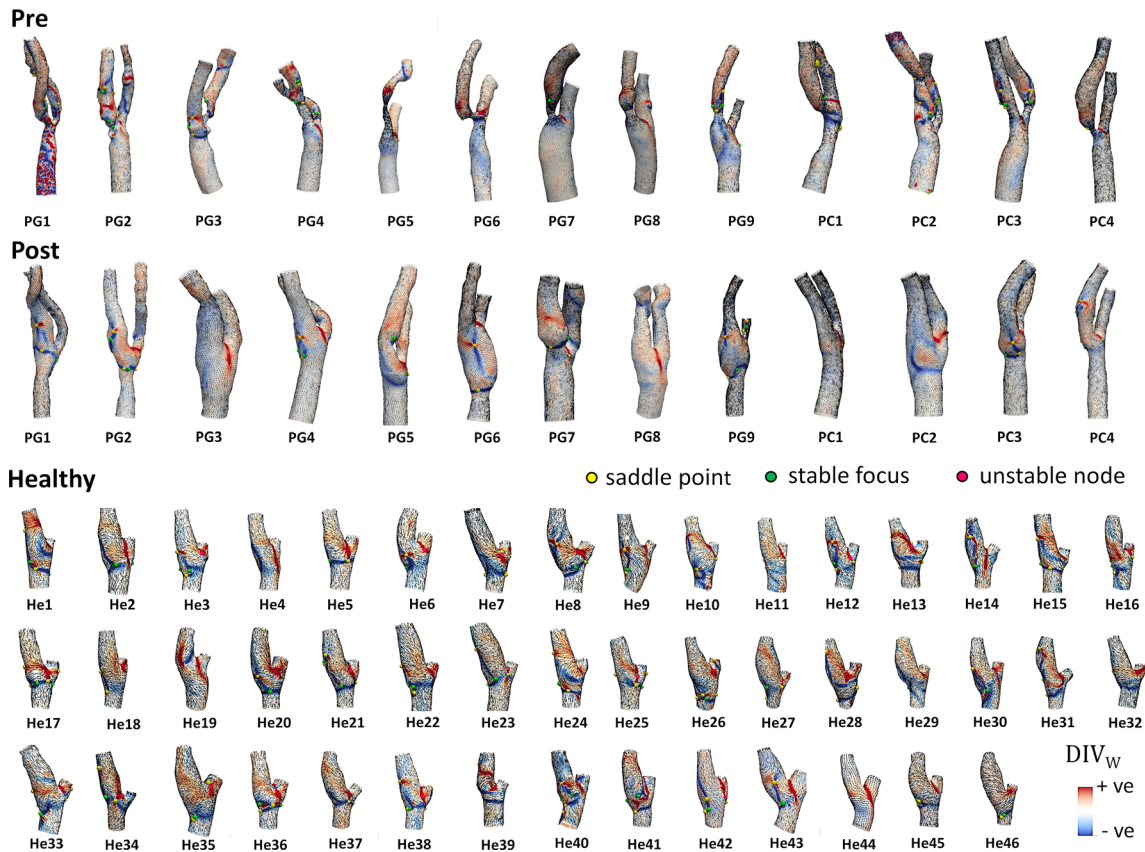 Pre
PG1 PG2 PG3 PG4 PG5 PG6 PG7 PG8 PG9 PC1 PC2 PC3 PC4
Post
PG1 PG2 PG3 PG4 PG5 PG6 PG7 PG8 PG9 PC1 PC2 PC3 PC4
Healthy
saddle point stable focus unstable node
He1 He2 He3 He4 He5 He6 He7 He8 He9 He10 He11 He12 He13 He14 He15 He16
He17 He18 He19 He20 He21 He22 He23 He24 He25 He26 He27 He28 He29 He30 He31 He32
DIV_W
+ ve
- ve
He33 He34 He35 He36 He37 He38 He39 He40 He41 He42 He43 He44 He45 He46